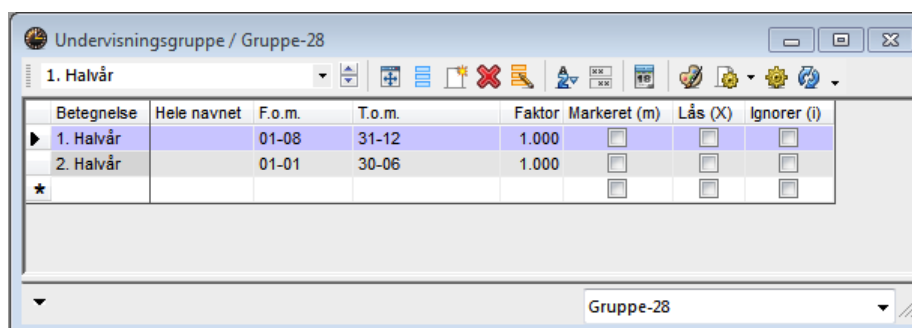 Undervisningsgruppe / Gruppe-28
1. Halvår
Betegnelse Hele navnet F.o.m. T.o.m. Faktor Markeret (m) Lås (X) Ignorer (i)
1. Halvår 01-08 31-12 1.000
2. Halvår 01-01 30-06 1.000
Gruppe-28